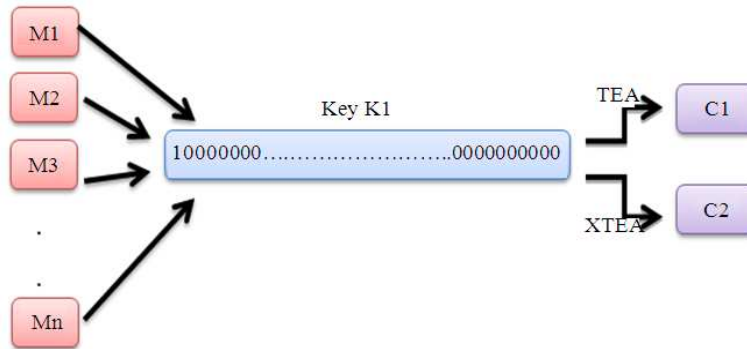 M1
M2
M3
.
.
Mn
Key K1
10000000….…………………..0000000000
TEA
C1
XTEA
C2